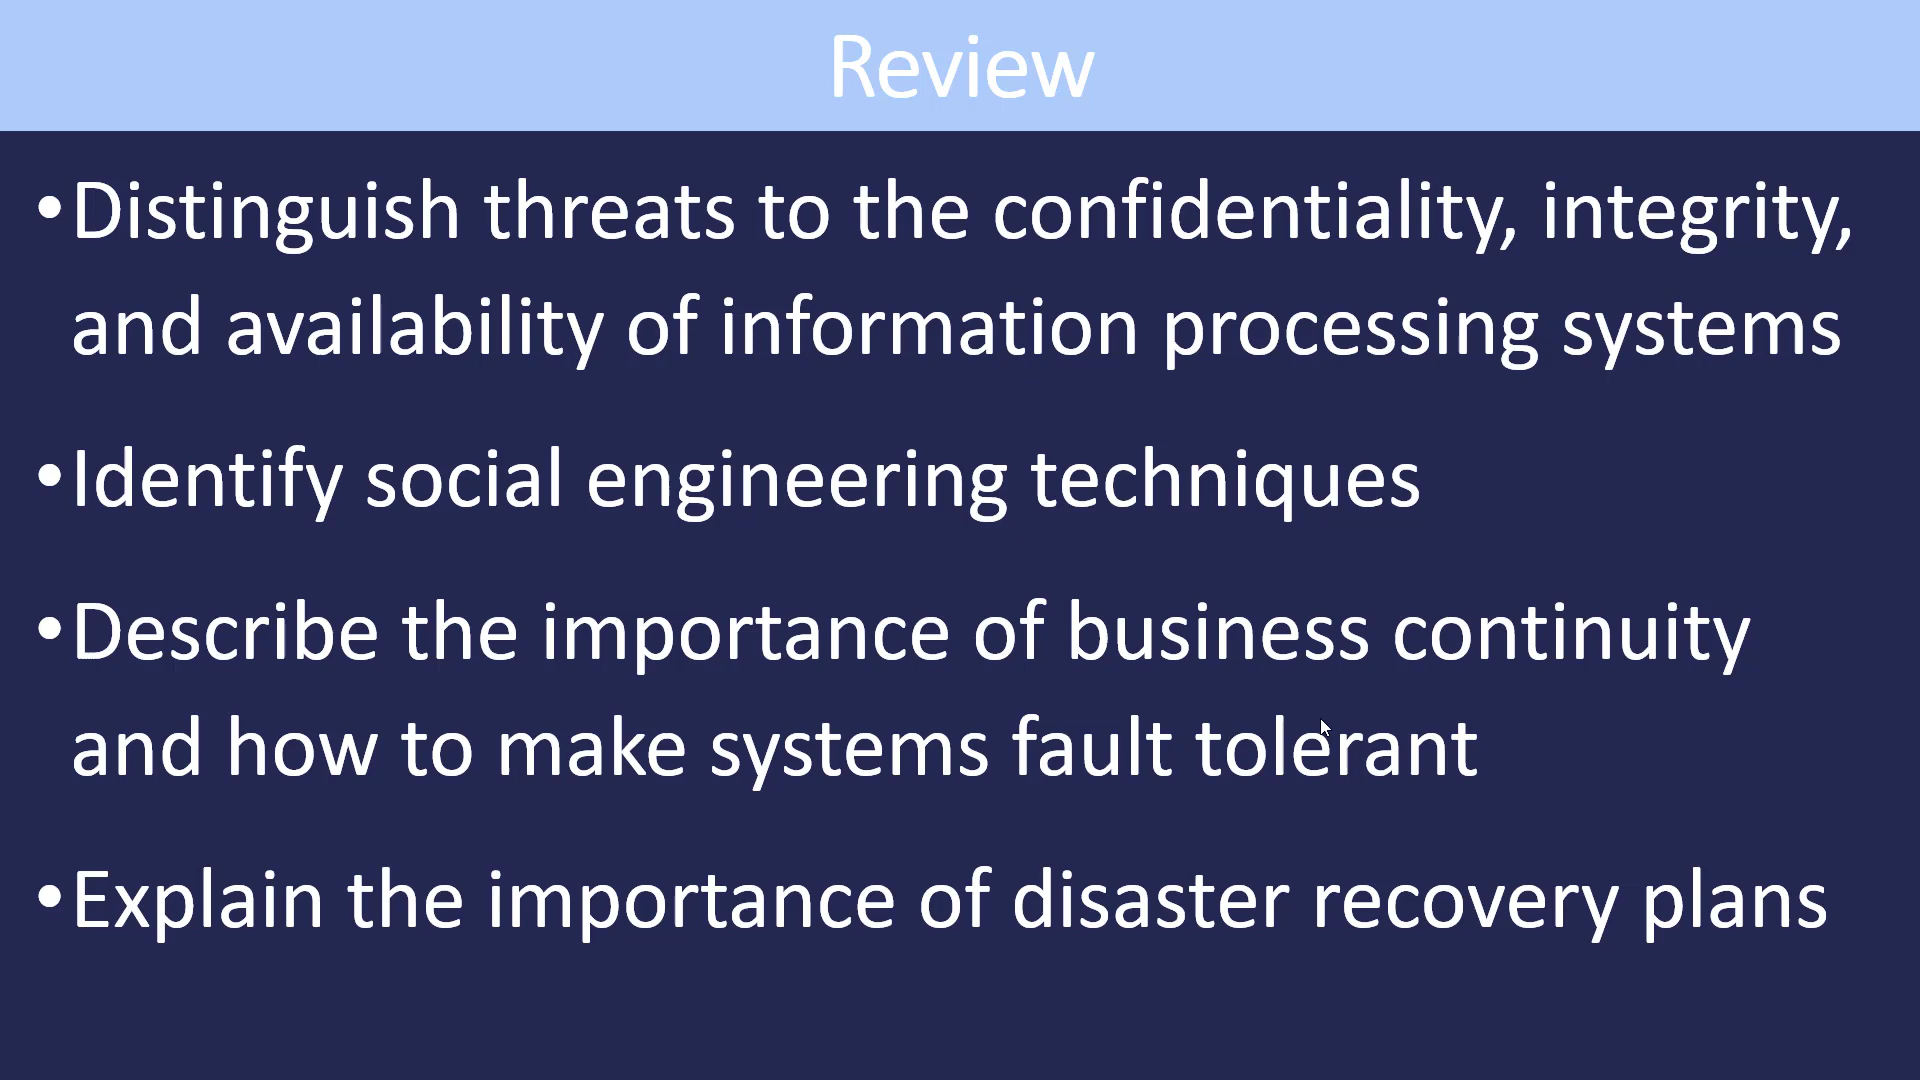 Review
•Distinguish threats to the confidentiality, integrity,
and availability of information processing systems
•Identify social engineering techniques
•Describe the importance of business continuity
and how to make systems fault tolerant
•Explain the importance of disaster recovery plans